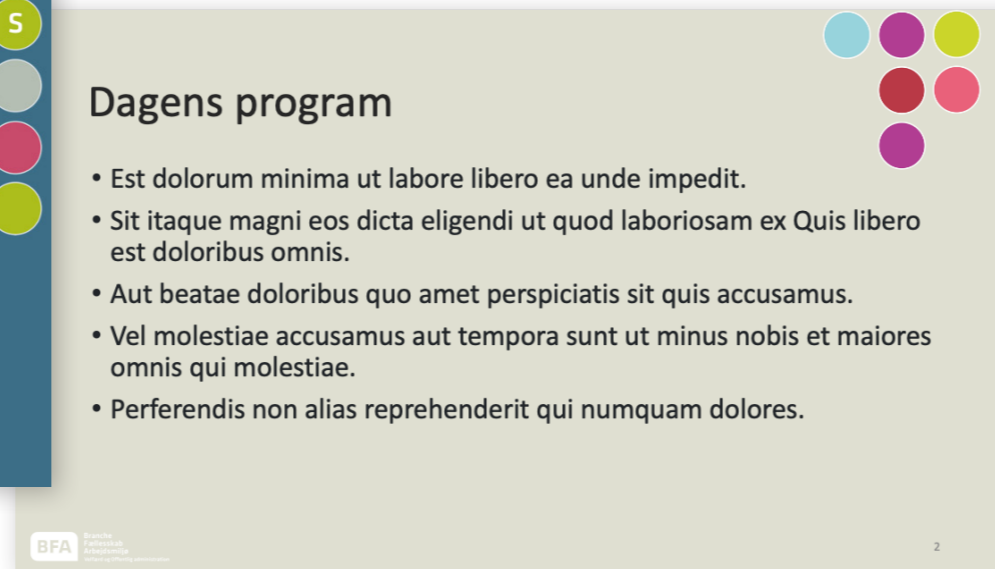 S
Dagens program
• Est dolorum minima ut labore libero ea unde impedit.
• Sit itaque magni eos dicta eligendi ut quod laboriosam ex Quis libero
est doloribus omnis.
• Aut beatae doloribus quo amet perspiciatis sit quis accusamus.
• Vel molestiae accusamus aut tempora sunt ut minus nobis et maiores
omnis qui molestiae.
• Perferendis non alias reprehenderit qui numquam dolores.
BFA
Branche
Fællesskab
Arbejdsmiljø
2